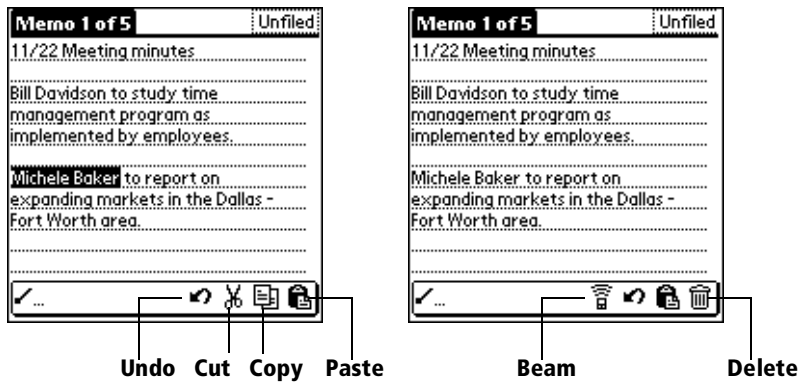 Memo 1 of 5
Unfiled
11/22 Meeting minutes
Bill Davidson to study time
management program as
implemented by employees.
Michele Baker to report on
expanding markets in the Dallas -
Fort Worth area.
...
Undo
Cut
Copy
Paste
Memo 1 of 5
Unfiled
11/22 Meeting minutes
Bill Davidson to study time
management program as
implemented by employees.
Michele Baker to report on
expanding markets in the Dallas -
Fort Worth area.
...
Beam
Delete